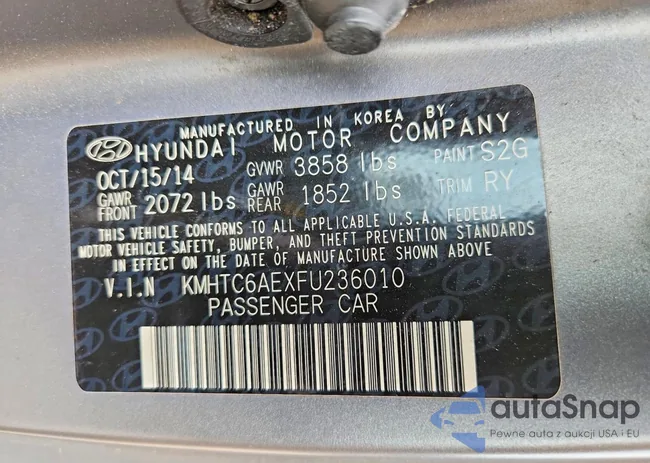 MANUFACTURED IN KOREA BY:
HYUNDAI MOTOR COMPANY
OCT/15/14 GVWR 3858 lbs PAINT S2G
GAWR FRONT 2072 lbs GAWR REAR 1852 lbs TRIM RY
THIS VEHICLE CONFORMS TO ALL APPLICABLE U.S.A. FEDERAL
MOTOR VEHICLE SAFETY, BUMPER, AND THEFT PREVENTION STANDARDS
IN EFFECT ON THE DATE OF MANUFACTURE SHOWN ABOVE
V.I.N KMHTC6AEXFU236010
PASSENGER CAR
autaSnap
Pewne auta z aukcji USA i EU